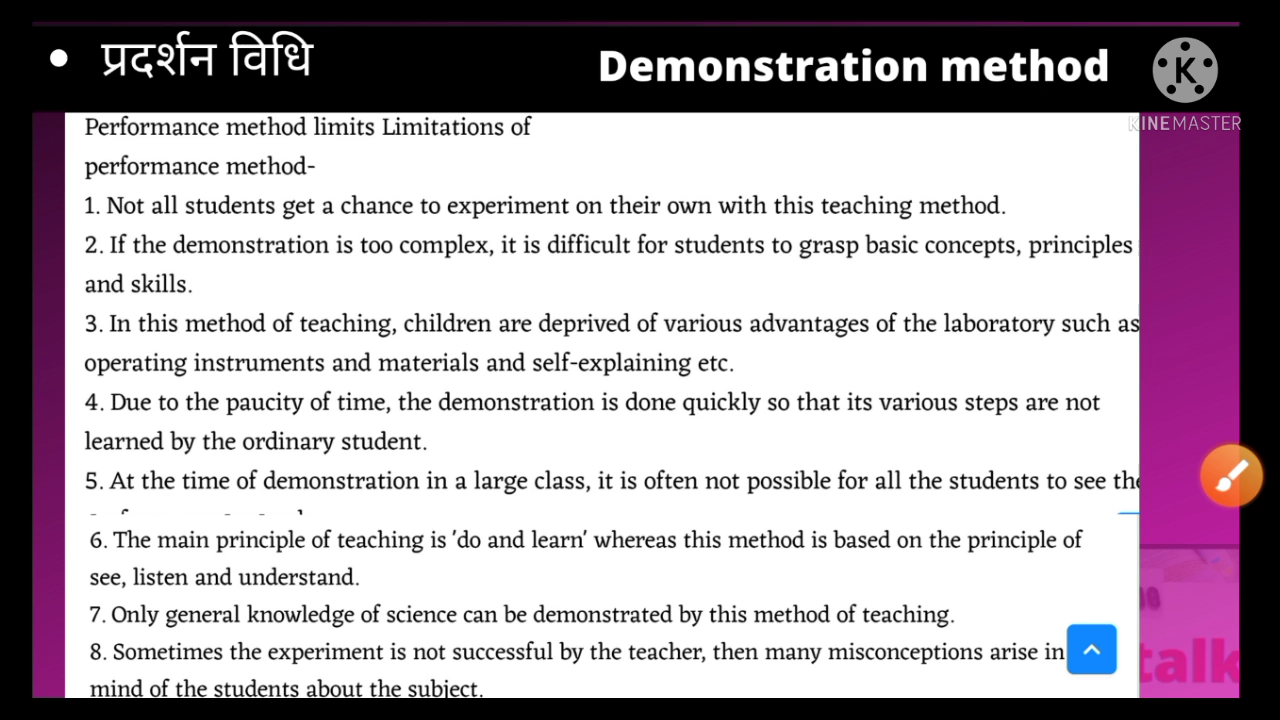 • प्रदर्शन विधि
Demonstration method
K
KINEMASTER
Performance method limits Limitations of
performance method-
1. Not all students get a chance to experiment on their own with this teaching method.
2. If the demonstration is too complex, it is difficult for students to grasp basic concepts, principles
and skills.
3. In this method of teaching, children are deprived of various advantages of the laboratory such as
operating instruments and materials and self-explaining etc.
4. Due to the paucity of time, the demonstration is done quickly so that its various steps are not
learned by the ordinary student.
5. At the time of demonstration in a large class, it is often not possible for all the students to see the
6. The main principle of teaching is 'do and learn' whereas this method is based on the principle of
see, listen and understand.
7. Only general knowledge of science can be demonstrated by this method of teaching.
8. Sometimes the experiment is not successful by the teacher, then many misconceptions arise in
mind of the students about the subject.
talk